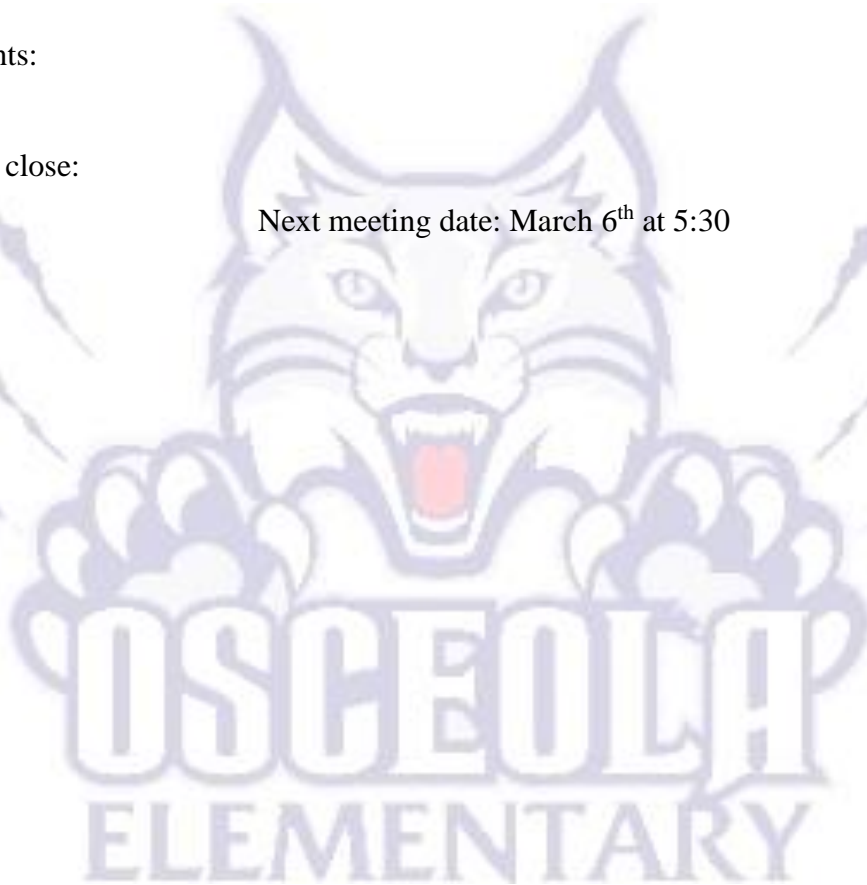 nts:
close:
Next meeting date: March 6th at 5:30
OSCEOLA
ELEMENTARY